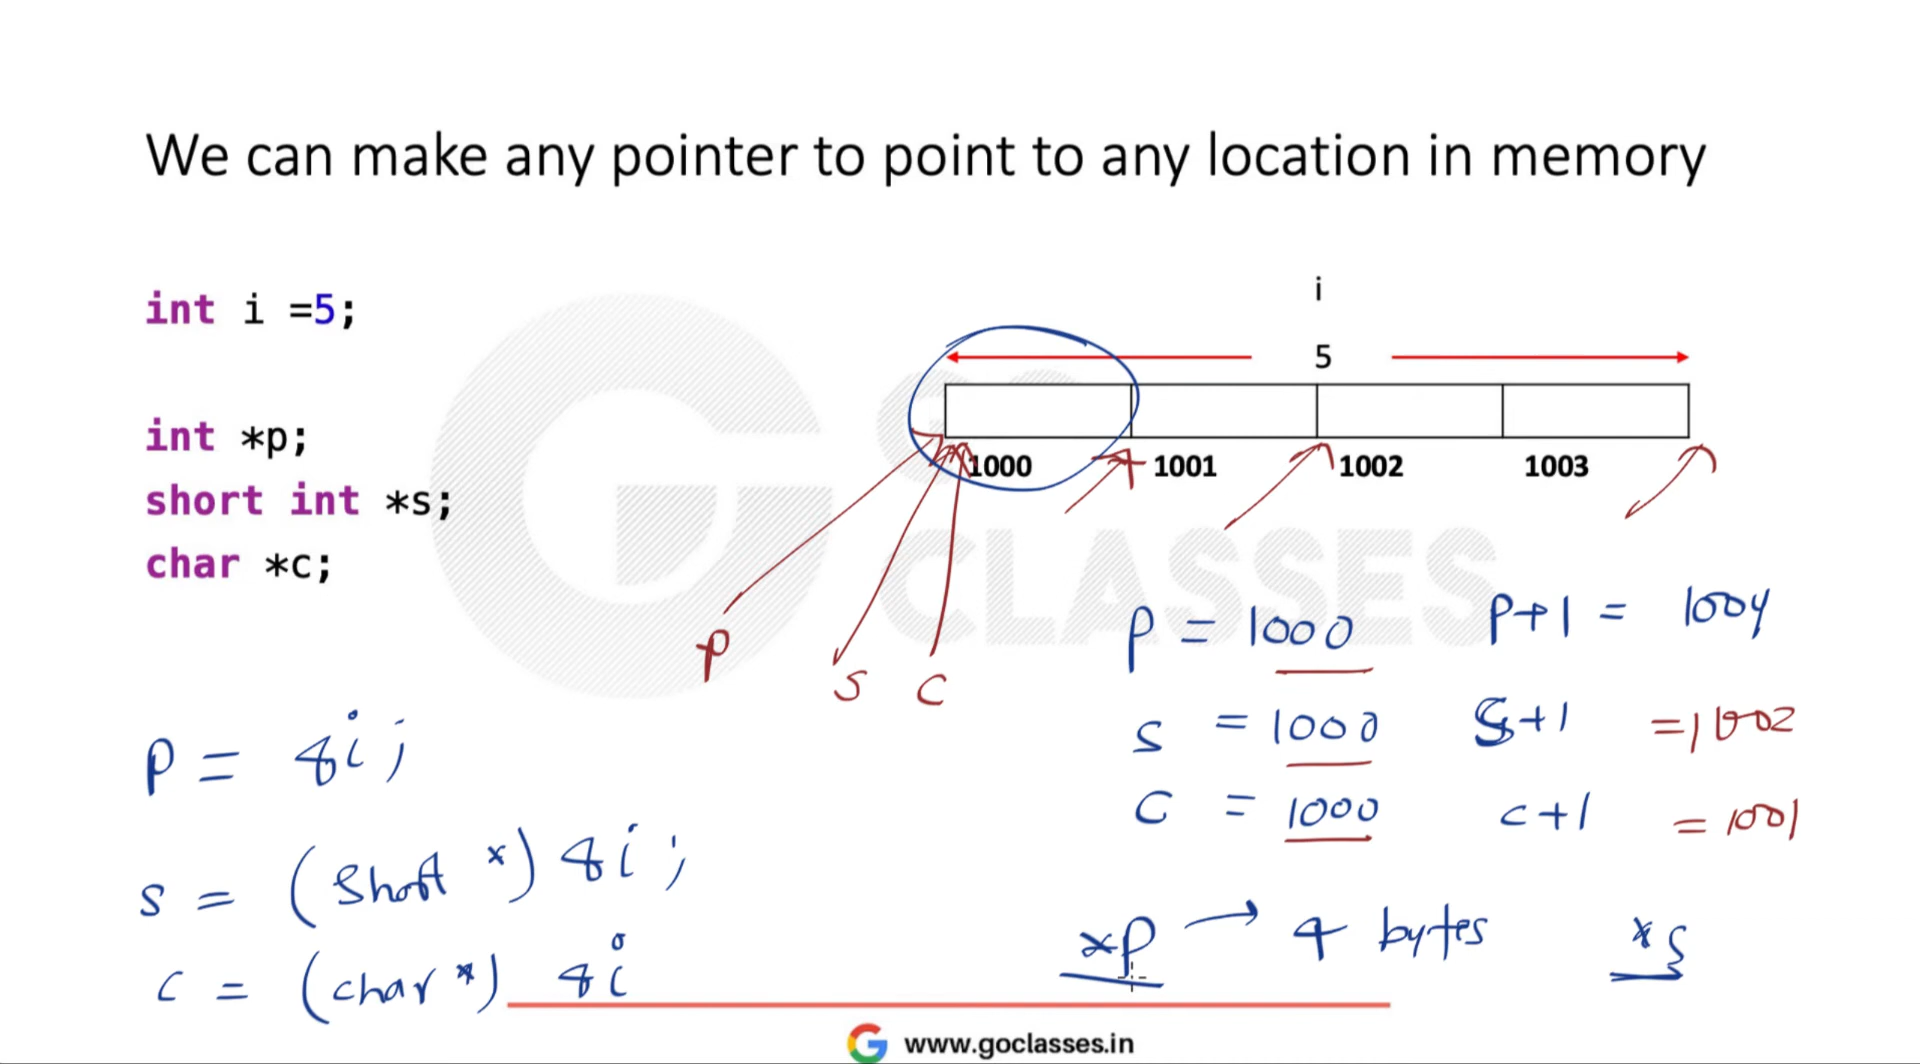 We can make any pointer to point to any location in memory
int i =5;
int *p;
short int *s;
char *c;
i
5
1000 1001 1002 1003
GO
CLASSES
p
s c
p = 1000 p+1 = 1004
s = 1000 s+1 = 1002
c = 1000 c+1 = 1001
p = &i;
s = (short *) &i;
c = (char *) &i
*p → 4 bytes *s
www.goclasses.in